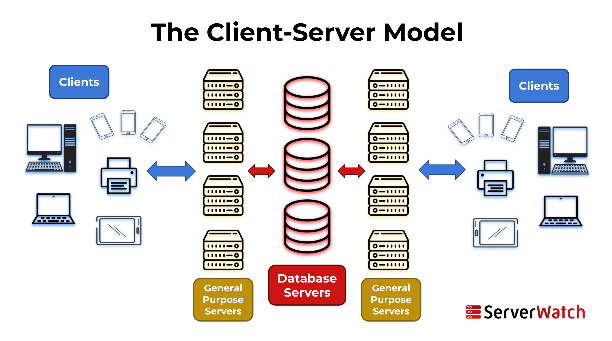 The Client-Server Model
Clients
Clients
General
Purpose
Servers
Database
Servers
General
Purpose
Servers
ServerWatch